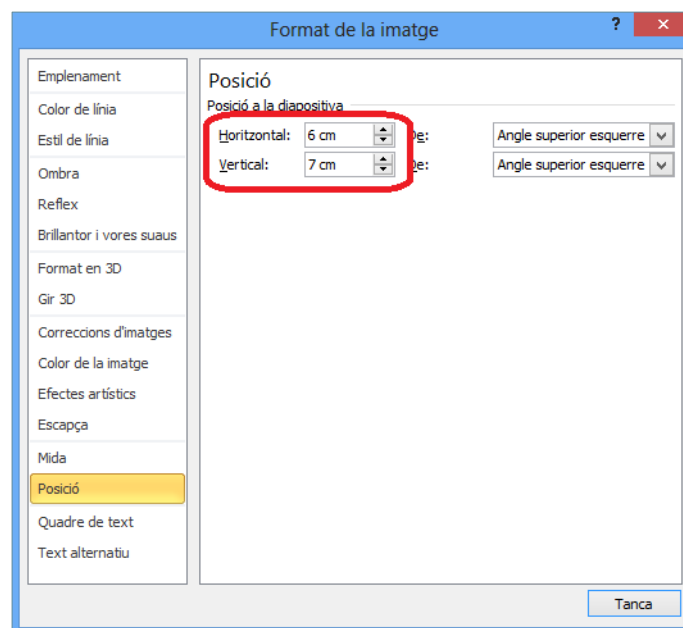 Format de la imatge
?
Emplenament
Color de línia
Estil de línia
Ombra
Reflex
Brillantor i vores suaus
Format en 3D
Gir 3D
Correccions d'imatges
Color de la imatge
Efectes artístics
Escapça
Mida
Posició
Quadre de text
Text alternatiu
Posició
Posició a la diapositiva
Horitzontal: 6 cm De: Angle superior esquerre
Vertical: 7 cm De: Angle superior esquerre
Tanca